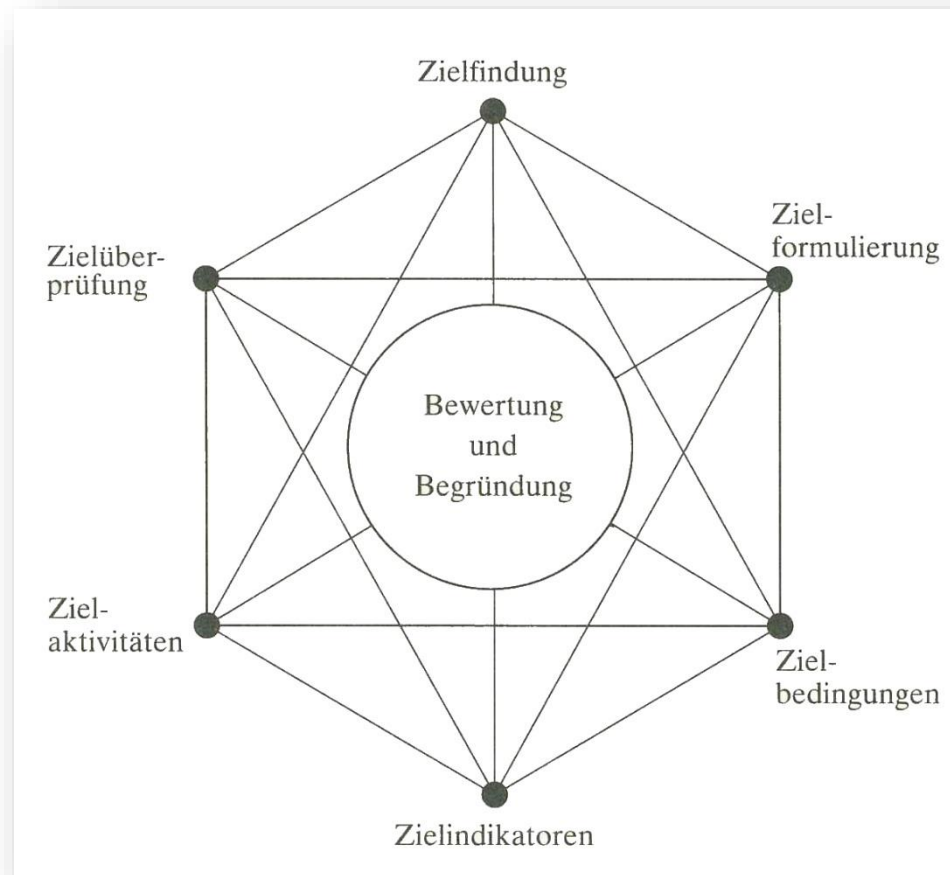 Zielfindung
Ziel-
formulierung
Zielüber-
prüfung
Bewertung
und
Begründung
Ziel-
aktivitäten
Ziel-
bedingungen
Zielindikatoren